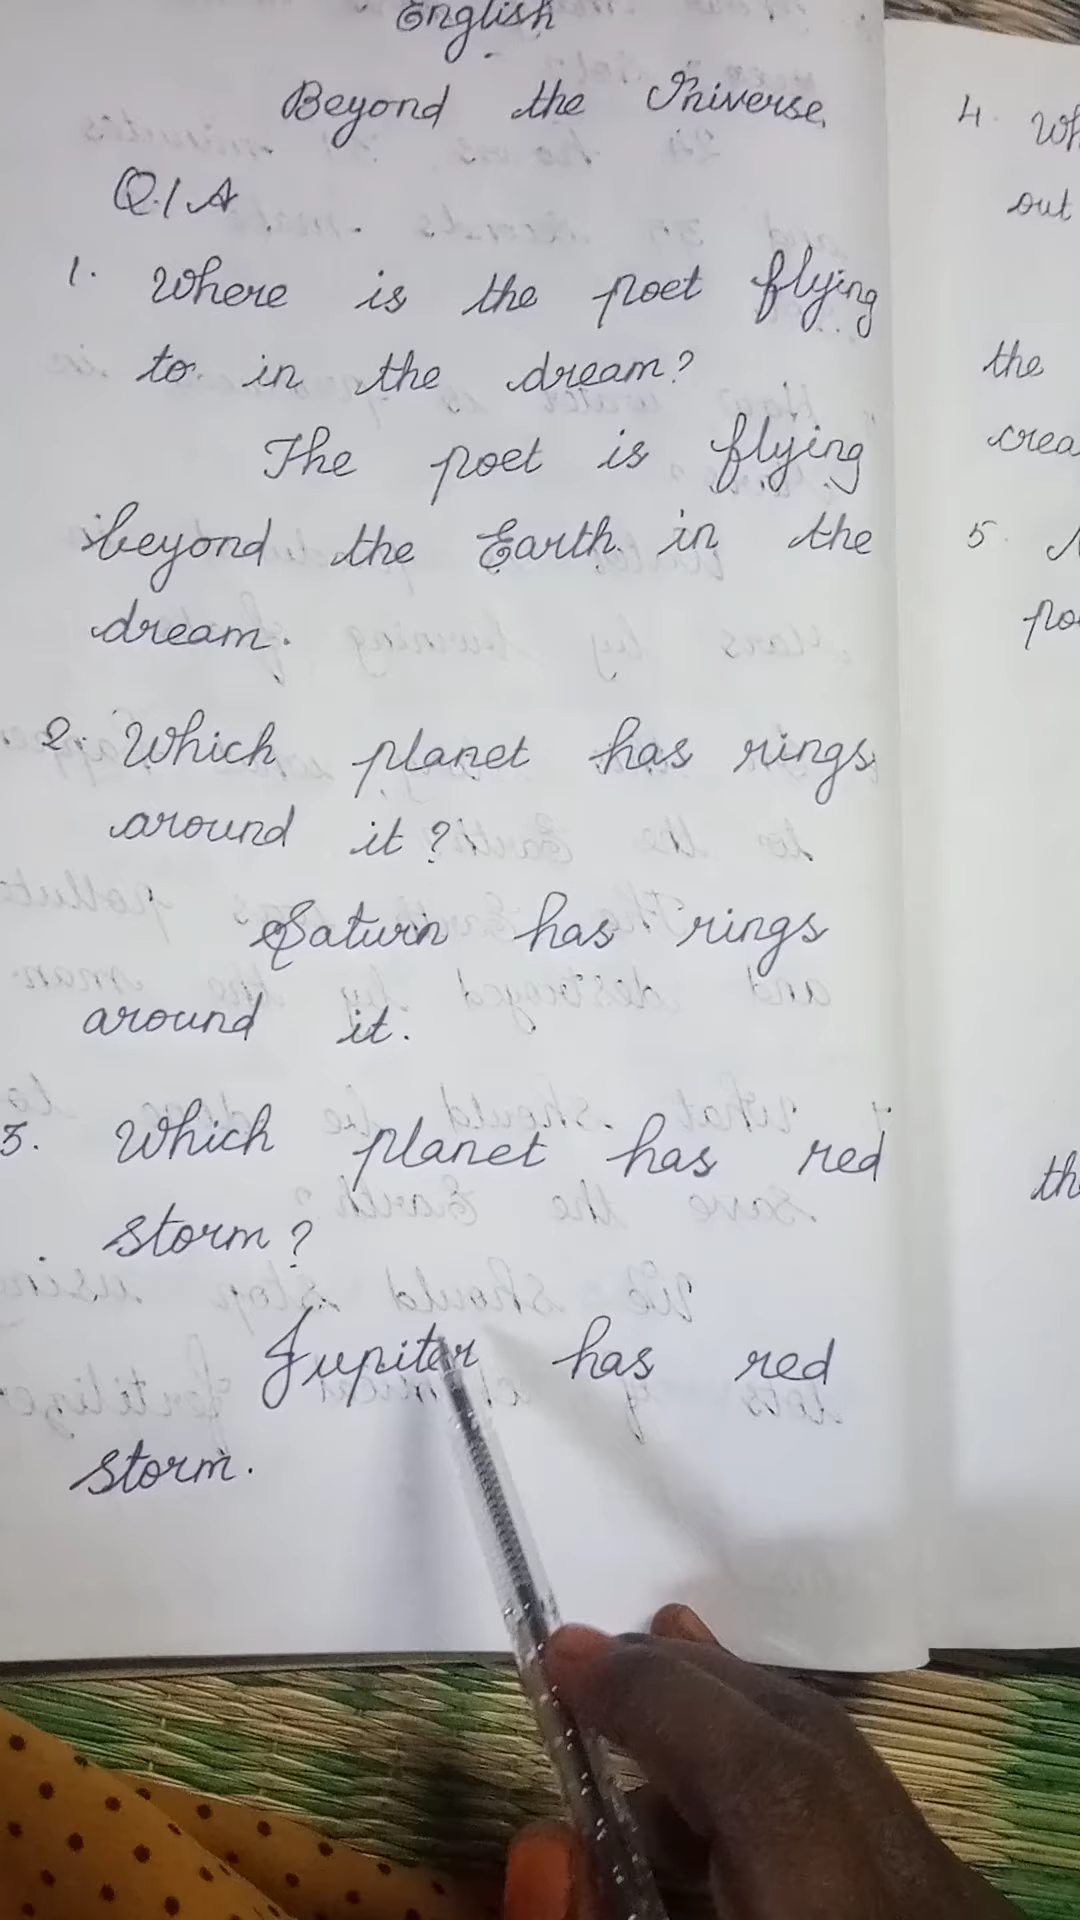 English
Beyond the Universe.
Q/A
1. Where is the poet flying
to in the dream?
The poet is flying
beyond the Earth in the
dream.
2. Which planet has rings
around it?
Saturn has rings
around it.
3. Which planet has red
storm?
Jupiter has red
storm.
4.
out
the
5.